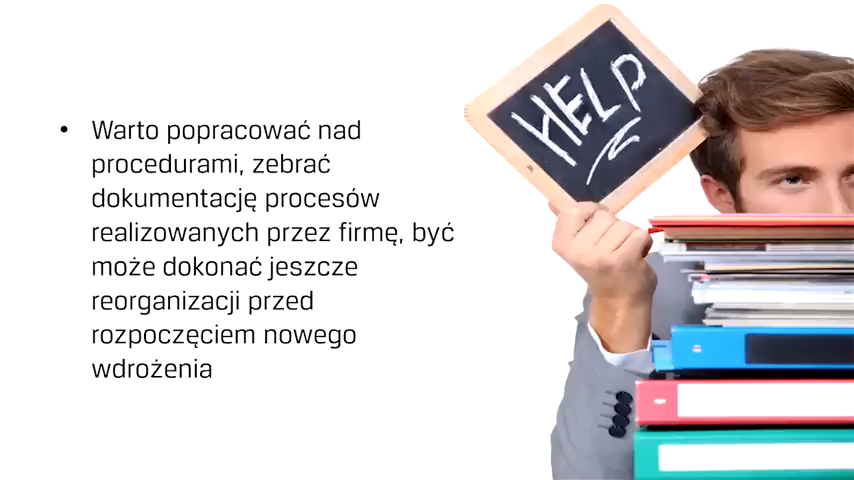 • Warto popracować nad
procedurami, zebrać
dokumentację procesów
realizowanych przez firmę, być
może dokonać jeszcze
reorganizacji przed
rozpoczęciem nowego
wdrożenia
HELP